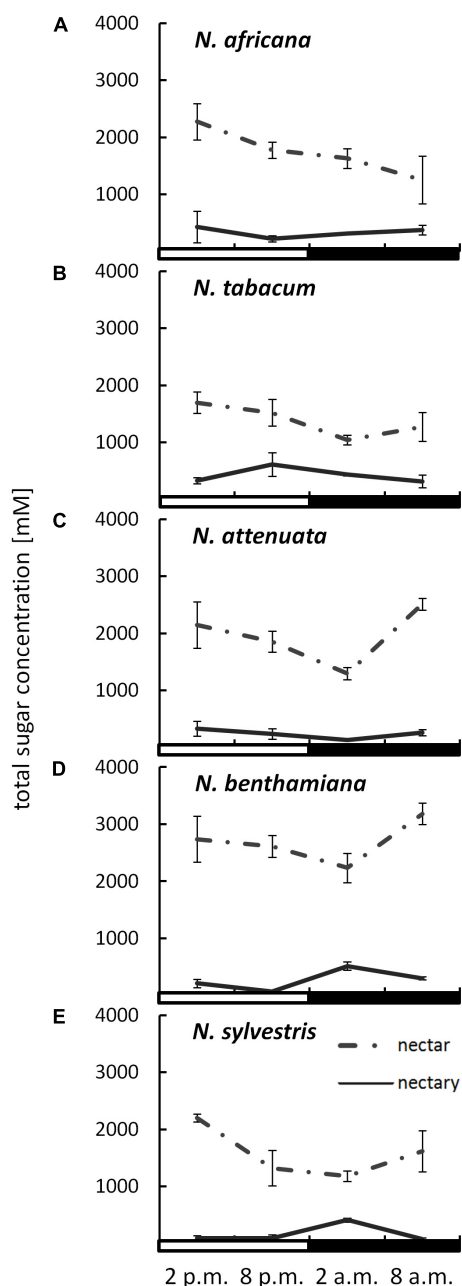 A
N. africana
4000
3000
2000
1000
B
N. tabacum
4000
3000
2000
1000
C
N. attenuata
4000
3000
2000
1000
D
N. benthamiana
4000
3000
2000
1000
E
N. sylvestris
4000
3000
2000
1000
nectar
nectary
total sugar concentration [mM]
2 p.m. 8 p.m. 2 a.m. 8 a.m.